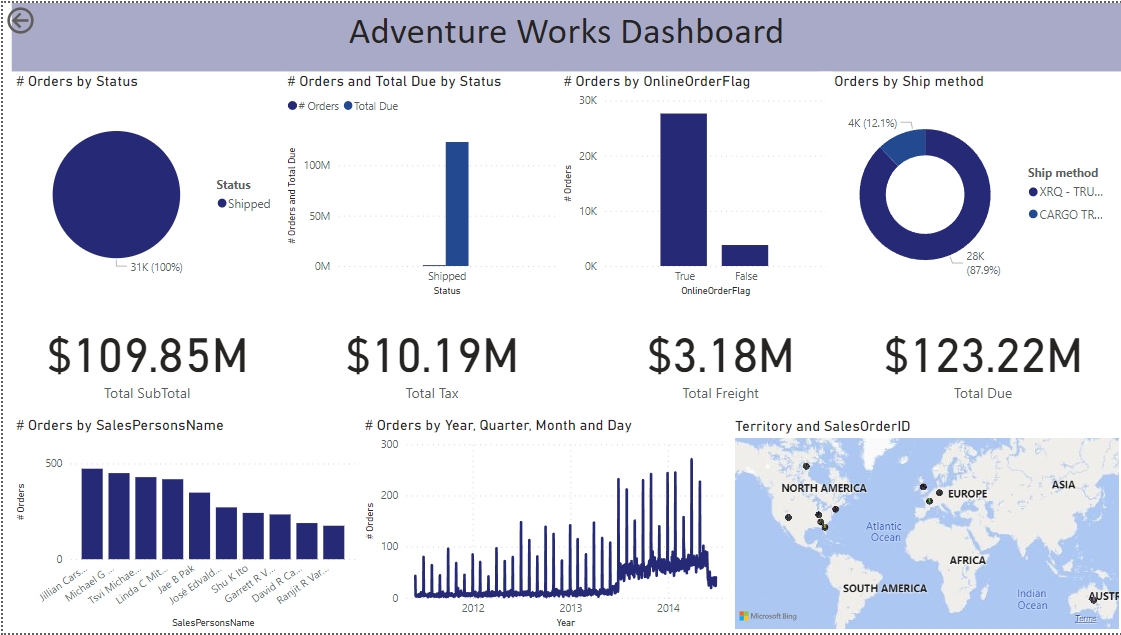 Adventure Works Dashboard
# Orders by Status
Status
Shipped
31K (100%)
# Orders and Total Due by Status
# Orders Total Due
# Orders and Total Due
100M
50M
0M
Shipped
Status
# Orders by OnlineOrderFlag
# Orders
30K
20K
10K
0K
True False
OnlineOrderFlag
Orders by Ship method
4K (12.1%)
28K
(87.9%)
Ship method
XRQ - TRU...
CARGO TR...
$109.85M
Total SubTotal
$10.19M
Total Tax
$3.18M
Total Freight
$123.22M
Total Due
# Orders by SalesPersonsName
# Orders
500
0
Jillian Cars...
Michael G ...
Tsvi Michae...
Linda C Mit...
Jae B Pak
José Edvald...
Shu K Ito
Garrett R V...
David R Ca...
Ranjit R Var...
SalesPersonsName
# Orders by Year, Quarter, Month and Day
# Orders
300
200
100
0
2012 2013 2014
Year
Territory and SalesOrderID
NORTH AMERICA
EUROPE
ASIA
Atlantic
Ocean
AFRICA
SOUTH AMERICA
Indian
Ocean
AUSTR
Microsoft Bing
Terms